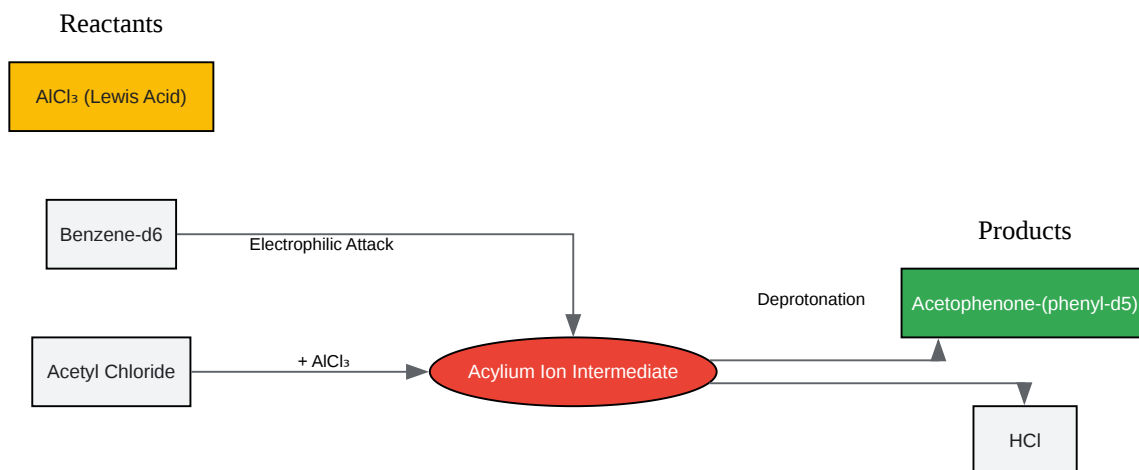 Reactants
AlCl₃ (Lewis Acid)
Benzene-d6
Electrophilic Attack
Products
Acetophenone-(phenyl-d5)
Deprotonation
Acetyl Chloride
+ AlCl₃
Acylium Ion Intermediate
HCl